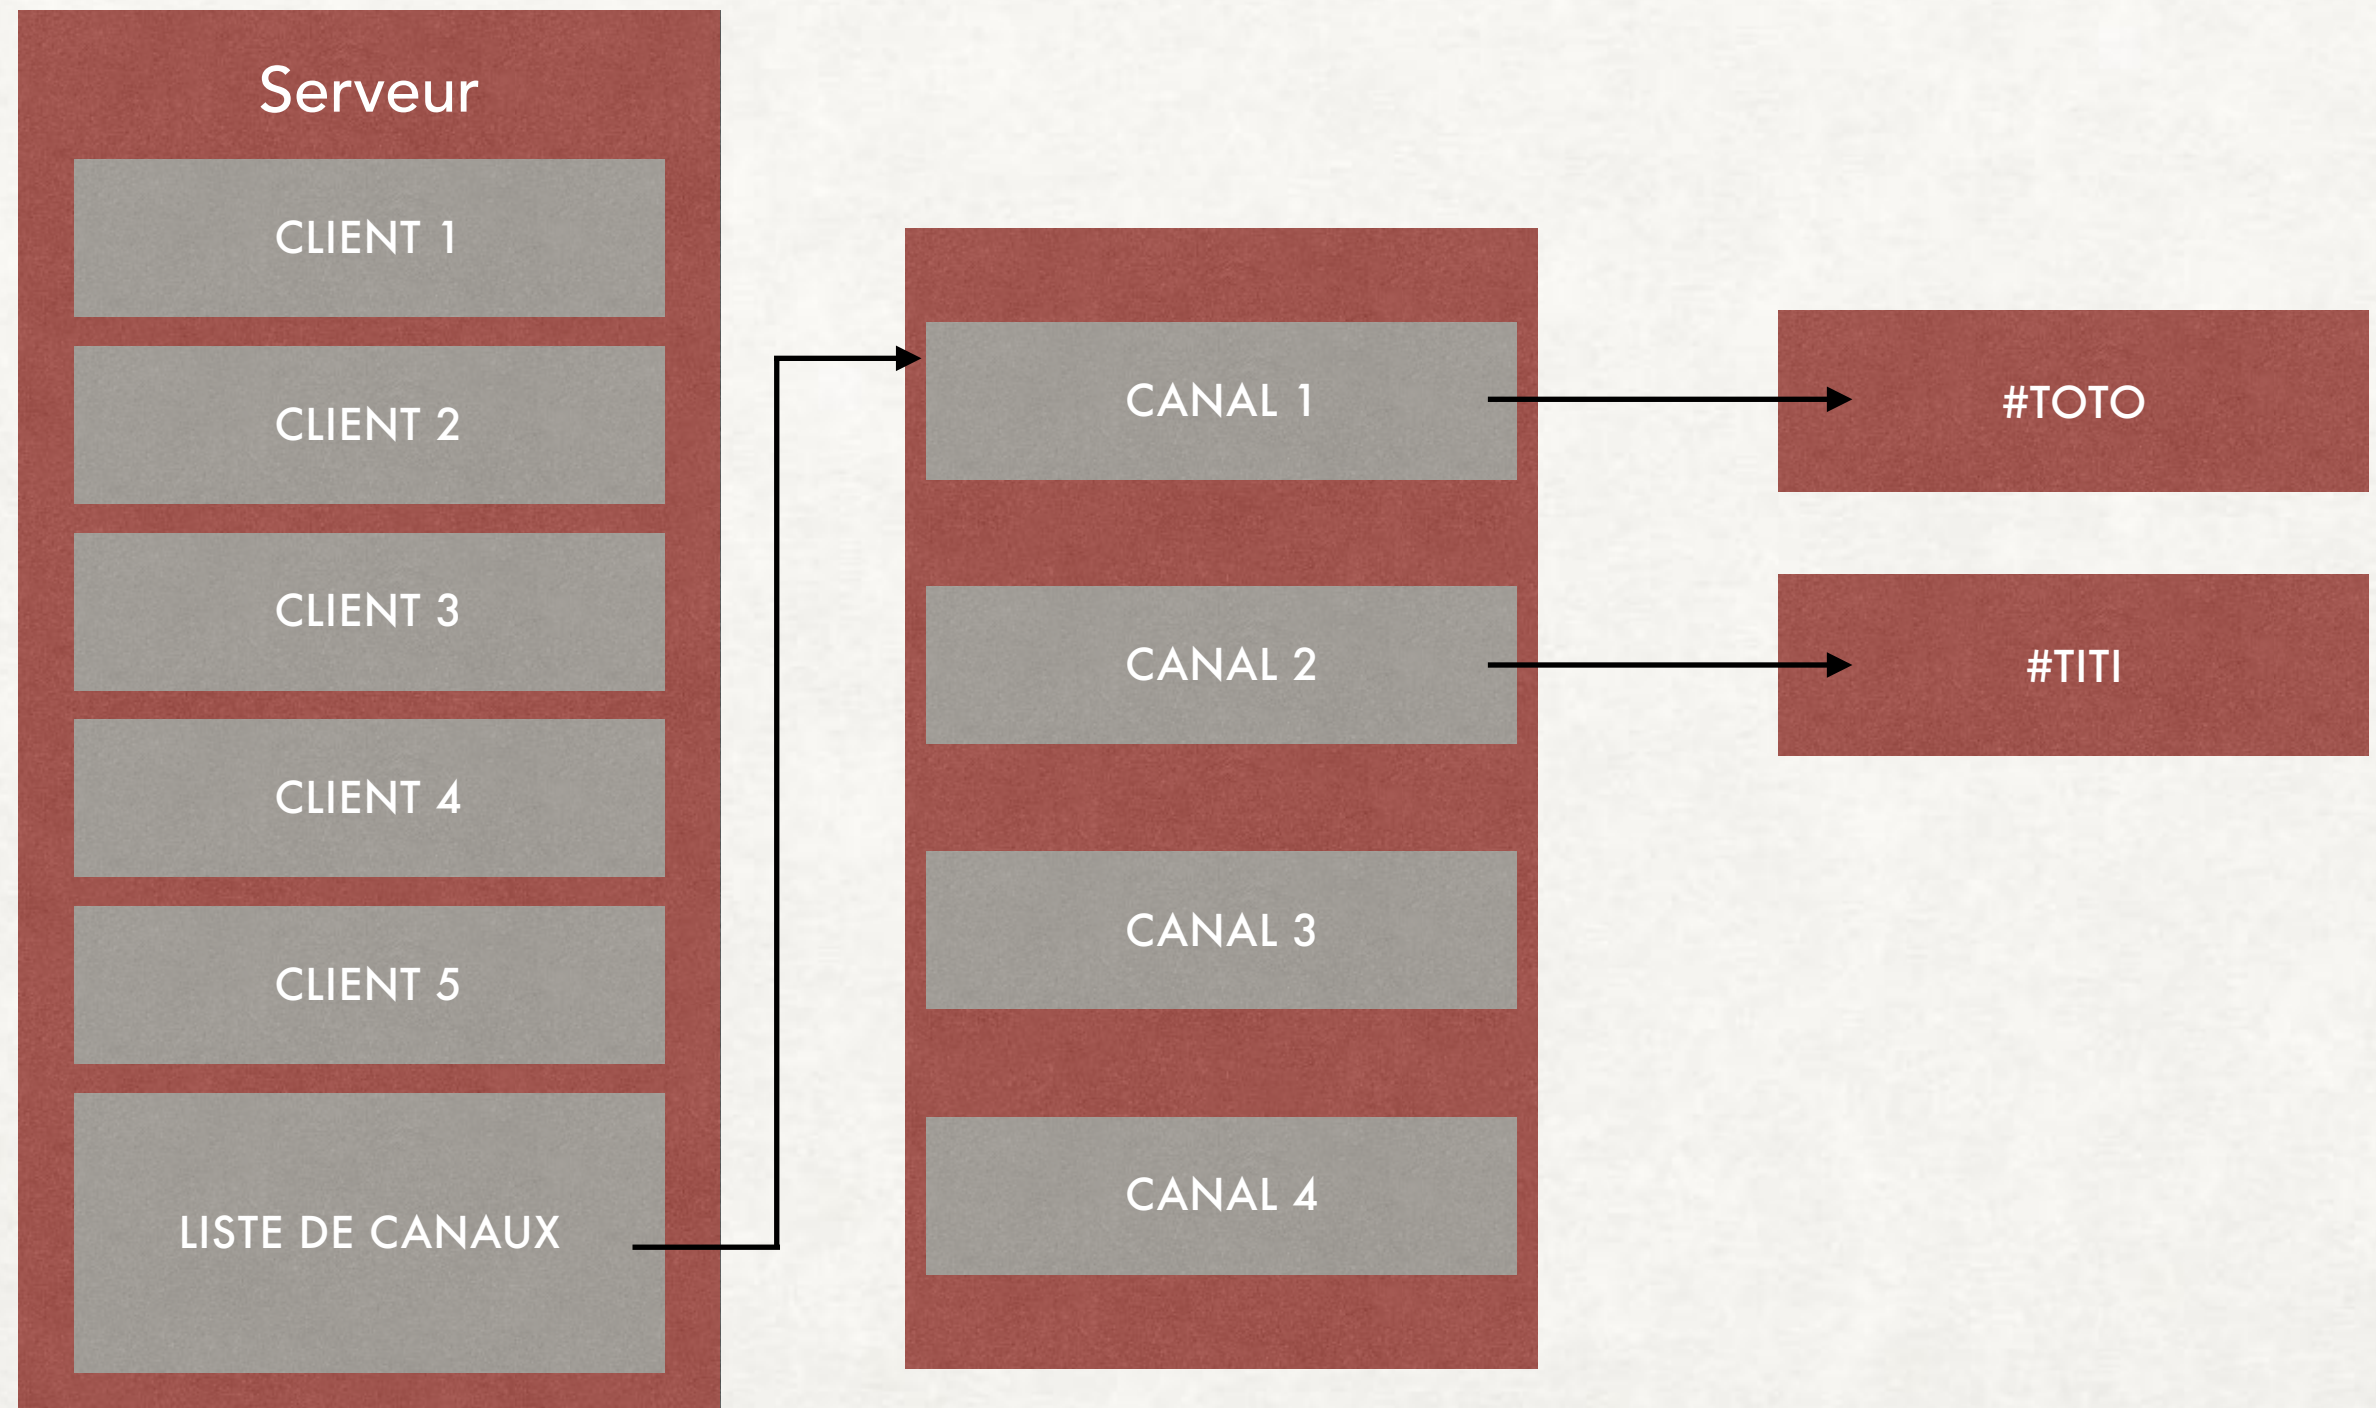 Serveur
CLIENT 1
CLIENT 2
CLIENT 3
CLIENT 4
CLIENT 5
LISTE DE CANAUX
CANAL 1
CANAL 2
CANAL 3
CANAL 4
#TOTO
#TITI